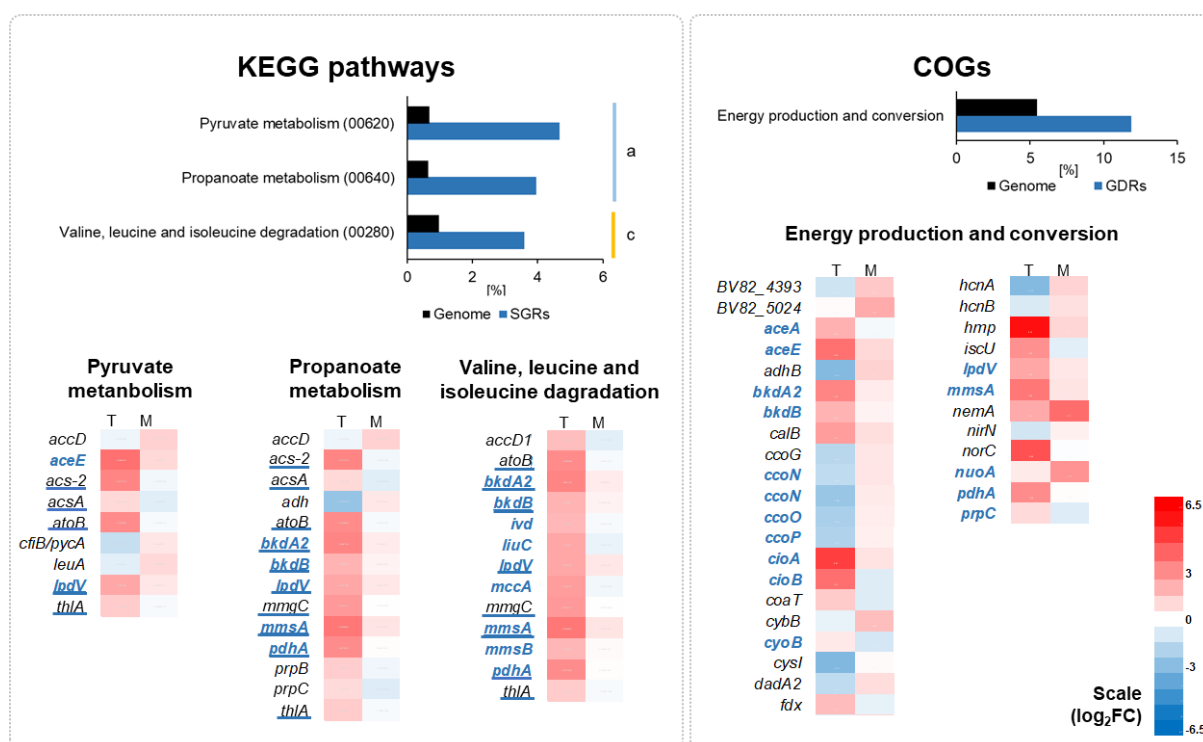 KEGG pathways
Pyruvate metabolism (00620)
Propanoate metabolism (00640)
Valine, leucine and isoleucine degradation (00280)
a
c
0 2 4 6
[%]
Genome SGRs
Pyruvate
metanbolism
T M
accD
aceE
acs-2
acsA
atoB
cfiB/pycA
leuA
lpdV
thlA
Propanoate
metabolism
T M
accD
acs-2
acsA
adh
atoB
bkdA2
bkdB
lpdV
mmgC
mmsA
pdhA
prpB
prpC
thlA
Valine, leucine and
isoleucine dagradation
T M
accD1
atoB
bkdA2
bkdB
ivd
liuC
lpdV
mccA
mmgC
mmsA
mmsB
pdhA
thlA
COGs
Energy production and conversion
0 5 10 15
[%]
Genome GDRs
Energy production and conversion
T M
BV82_4393
BV82_5024
aceA
aceE
adhB
bkdA2
bkdB
calB
ccoG
ccoN
ccoN
ccoO
ccoP
cioA
cioB
coaT
cybB
cyoB
cysI
dadA2
fdx
T M
hcnA
hcnB
hmp
iscU
lpdV
mmsA
nemA
nirN
norC
nuoA
pdhA
prpC
6.5
3
0
-3
-6.5
Scale
(log₂FC)